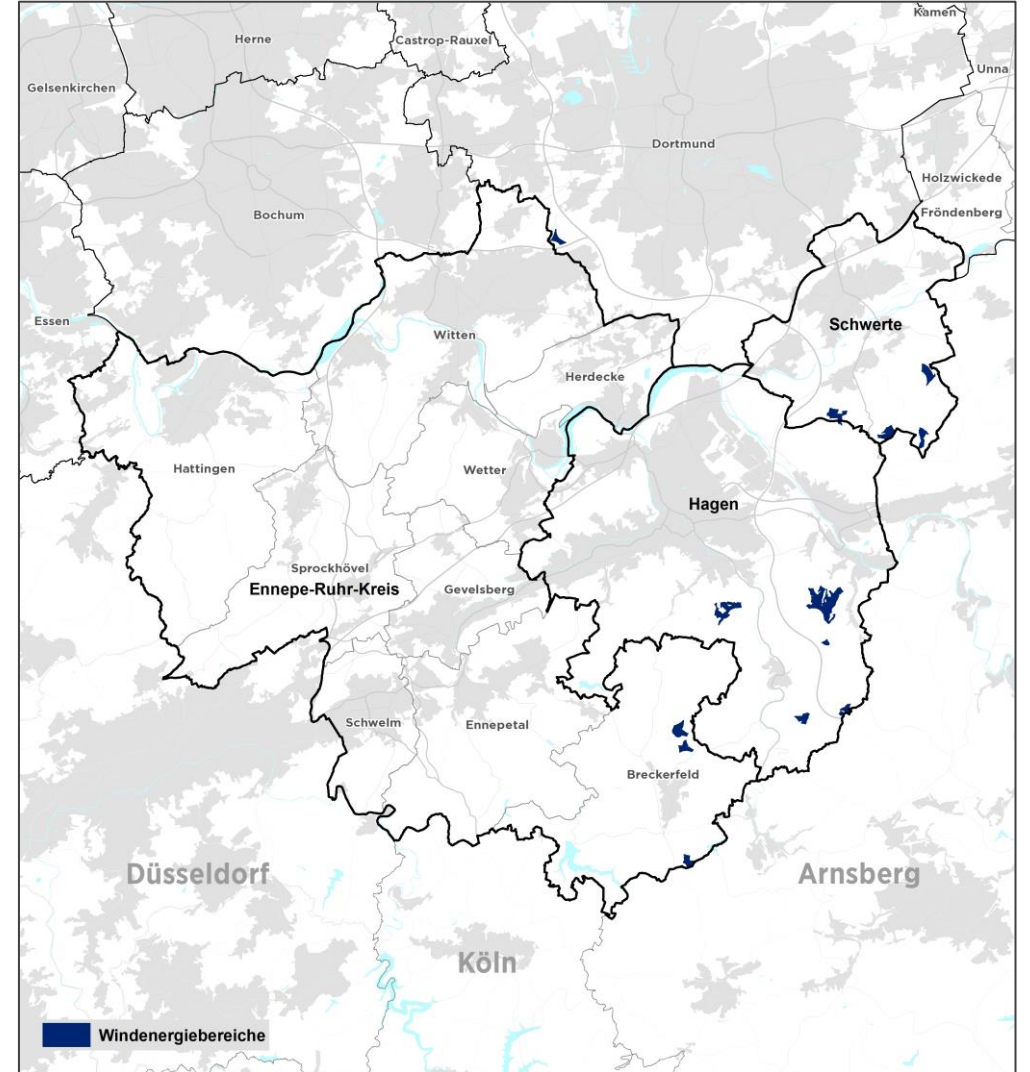 Kamen
Herne
Castrop-Rauxel
Unna
Gelsenkirchen
Dortmund
Holzwickede
Fröndenberg
Bochum
Essen
Schwerte
Witten
Herdecke
Hattingen
Wetter
Hagen
Sprockhövel
Ennepe-Ruhr-Kreis
Gevelsberg
Schwelm
Ennepetal
Breckerfeld
Düsseldorf
Arnsberg
Köln
Windenergiebereiche